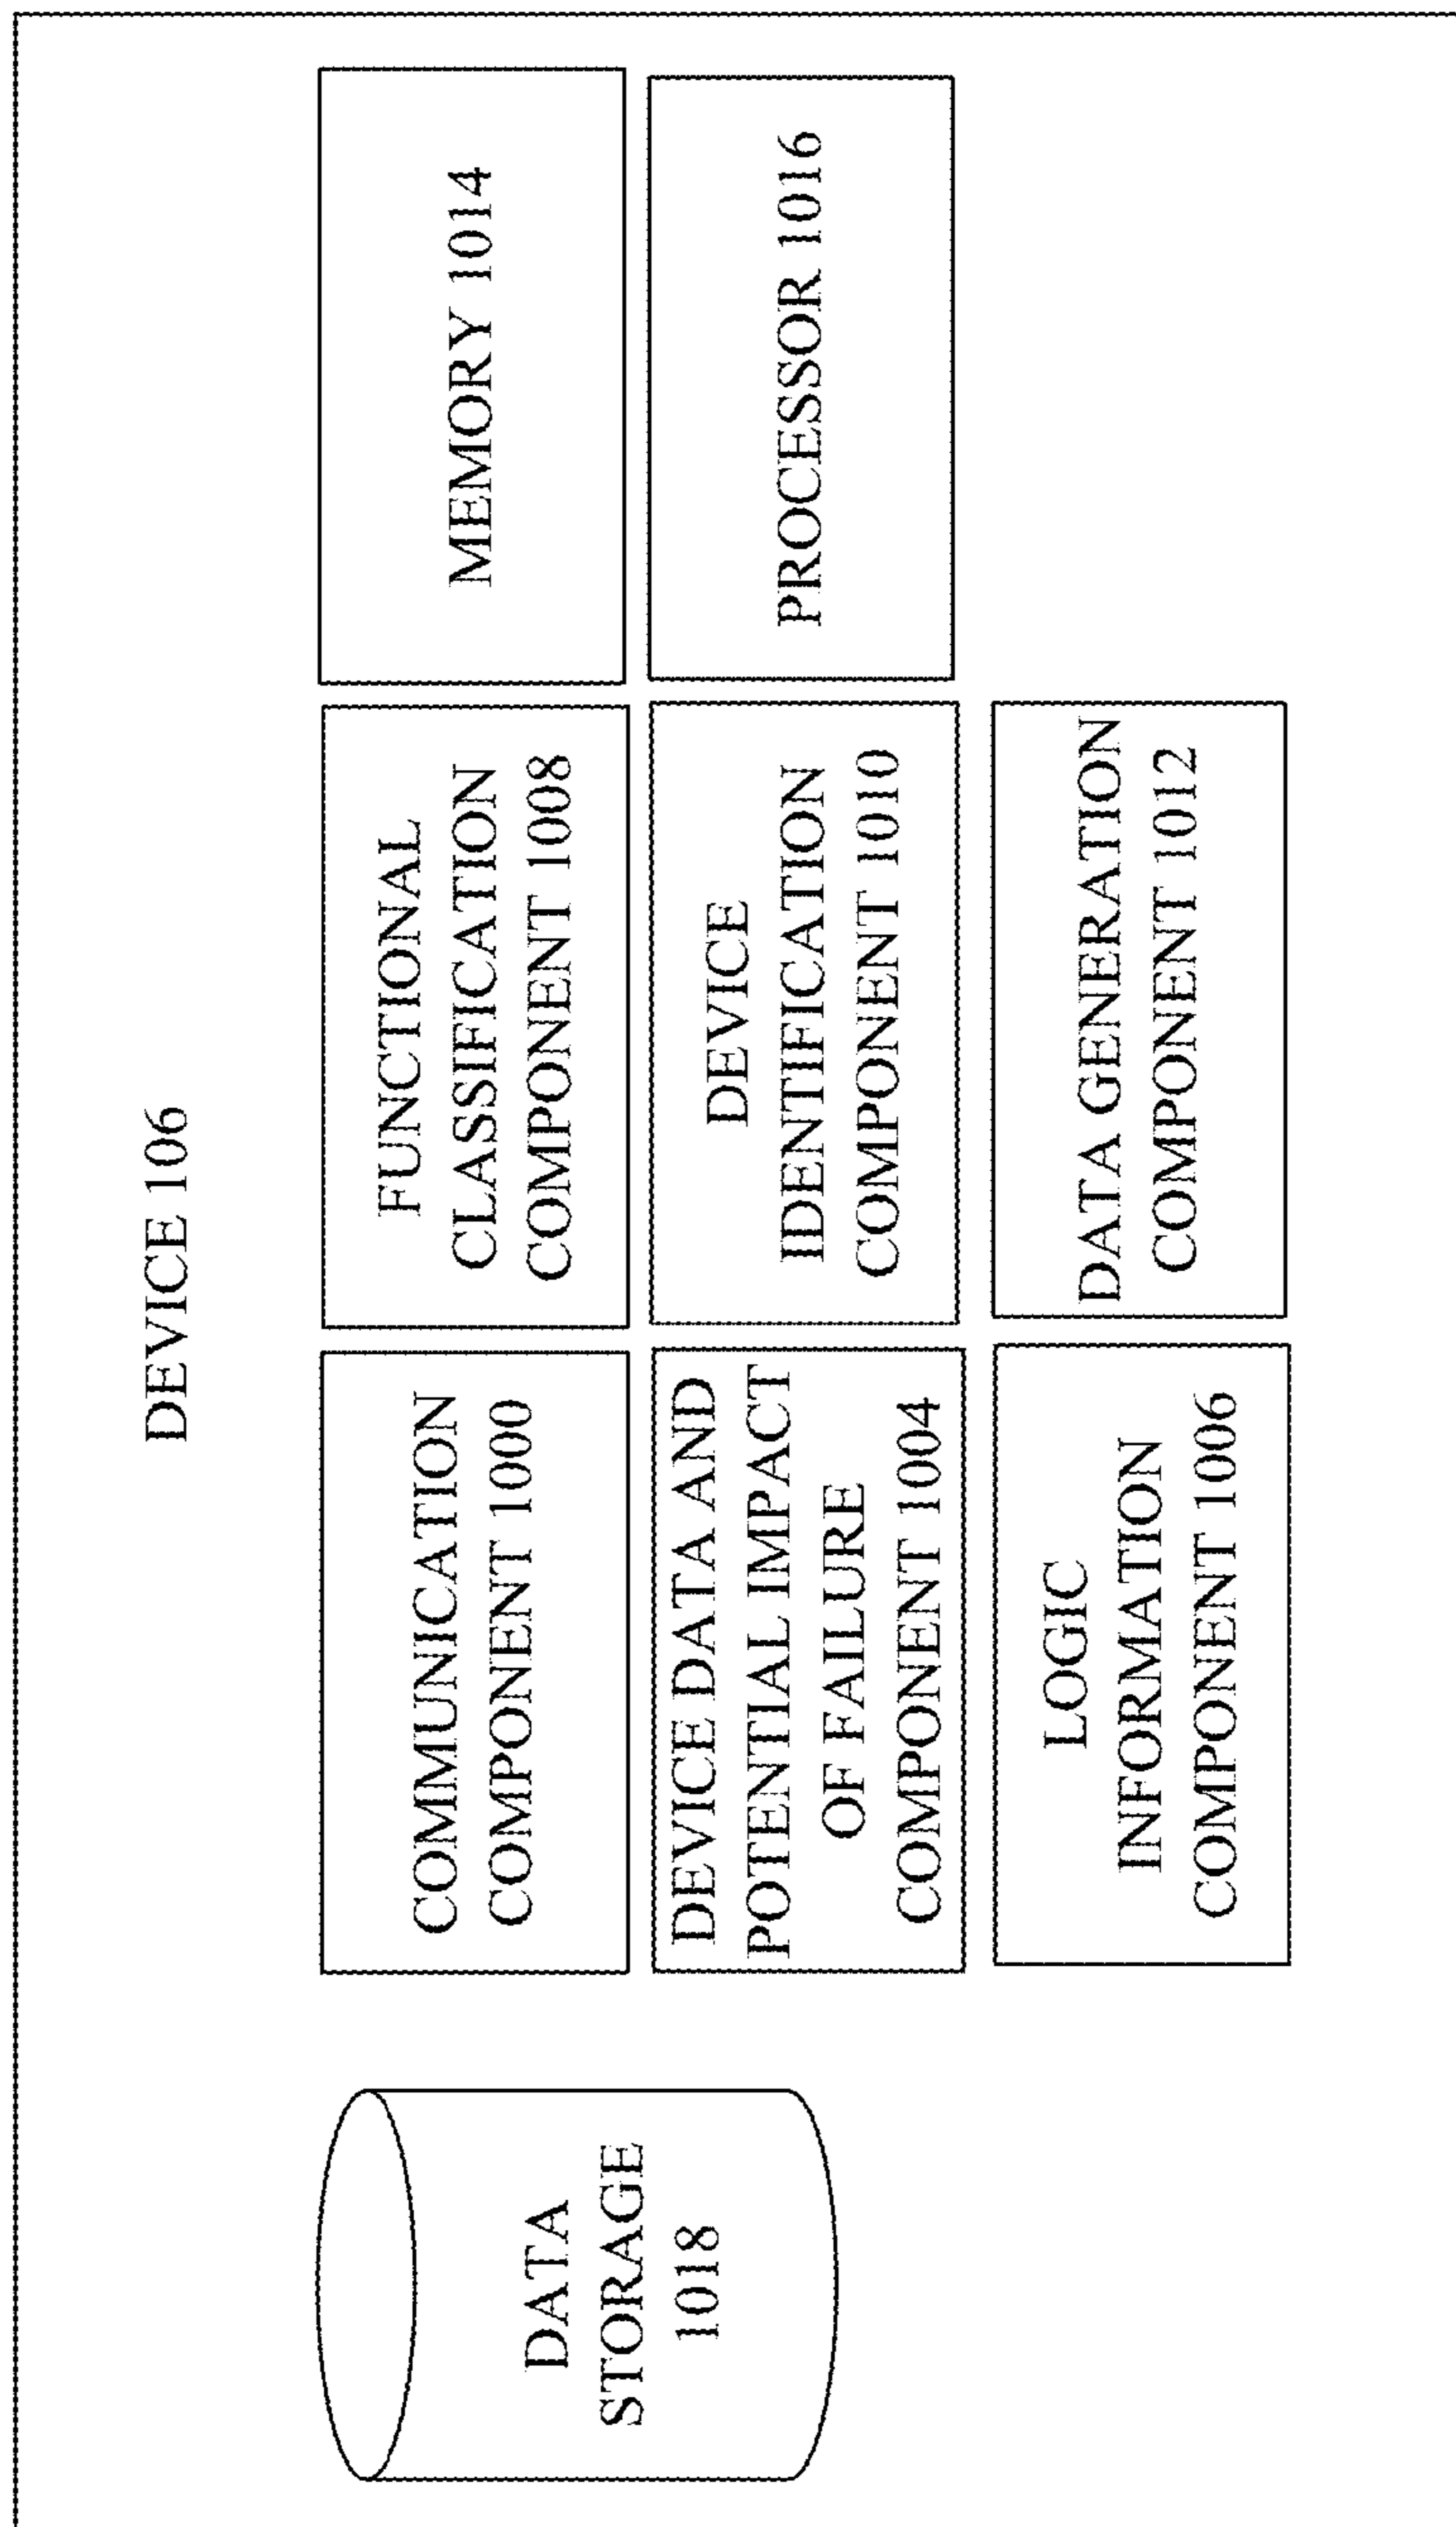 DEVICE 106
DATA
STORAGE
1018
COMMUNICATION
COMPONENT 1000
DEVICE DATA AND
POTENTIAL IMPACT
OF FAILURE
COMPONENT 1004
LOGIC
INFORMATION
COMPONENT 1006
FUNCTIONAL
CLASSIFICATION
COMPONENT 1008
DEVICE
IDENTIFICATION
COMPONENT 1010
DATA GENERATION
COMPONENT 1012
MEMORY 1014
PROCESSOR 1016